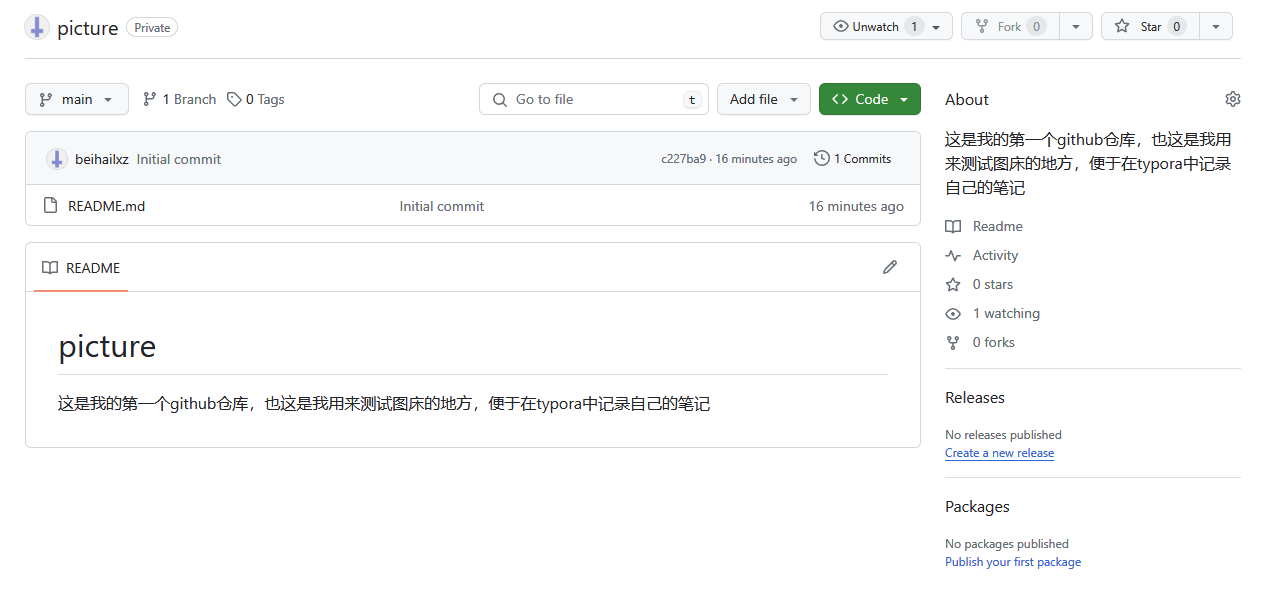 picture Private Unwatch 1 Fork 0 Star 0
main 1 Branch 0 Tags Go to file t Add file Code
beihailxz Initial commit c227ba9 · 16 minutes ago 1 Commits
README.md Initial commit 16 minutes ago
README
picture
这是我的第一个github仓库，也这是我用来测试图床的地方，便于在typora中记录自己的笔记
About
这是我的第一个github仓库，也这是我用
来测试图床的地方，便于在typora中记录
自己的笔记
Readme
Activity
0 stars
1 watching
0 forks
Releases
No releases published
Create a new release
Packages
No packages published
Publish your first package